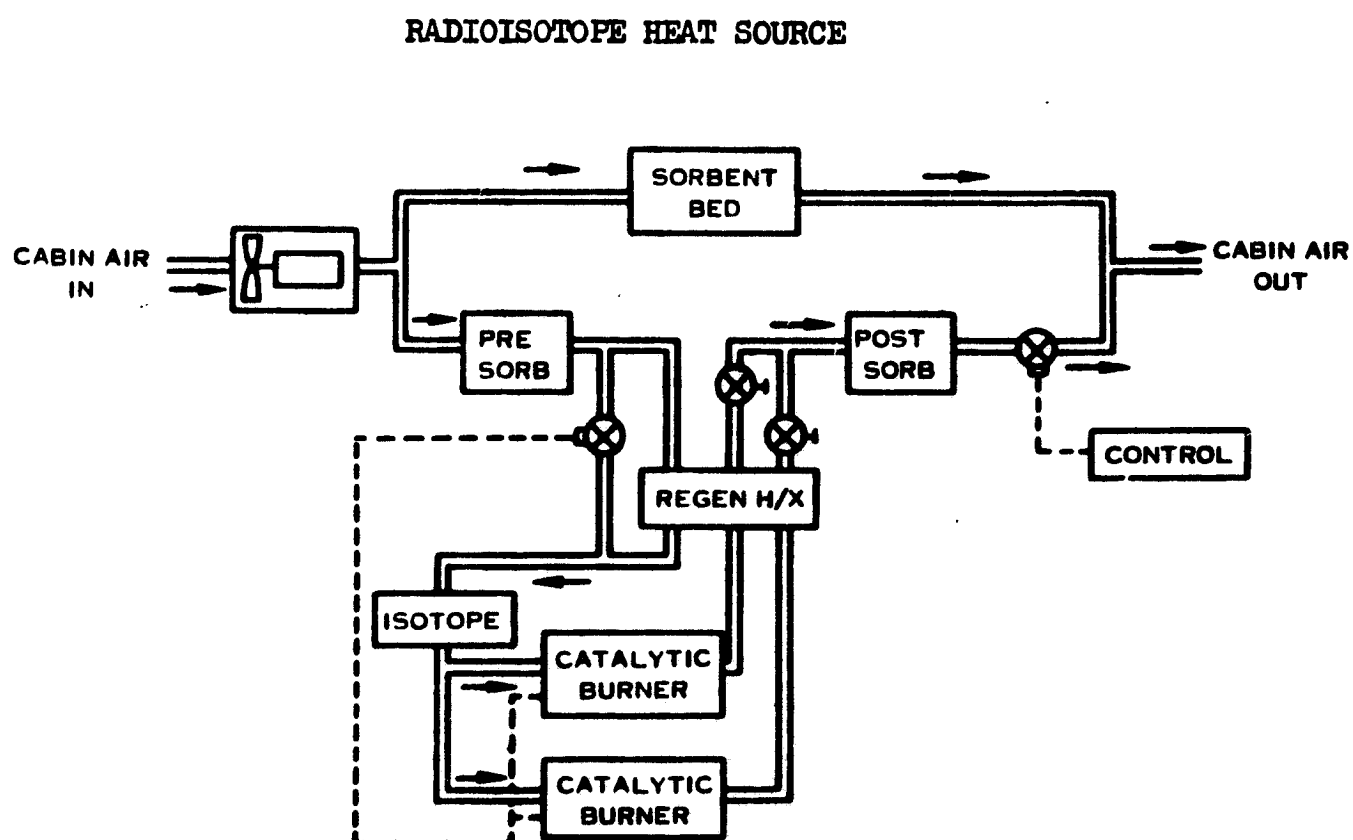 RADIOISOTOPE HEAT SOURCE
SORBENT
BED
CABIN AIR
IN
CABIN AIR
OUT
PRE
SORB
POST
SORB
CONTROL
REGEN H/X
ISOTOPE
CATALYTIC
BURNER
CATALYTIC
BURNER